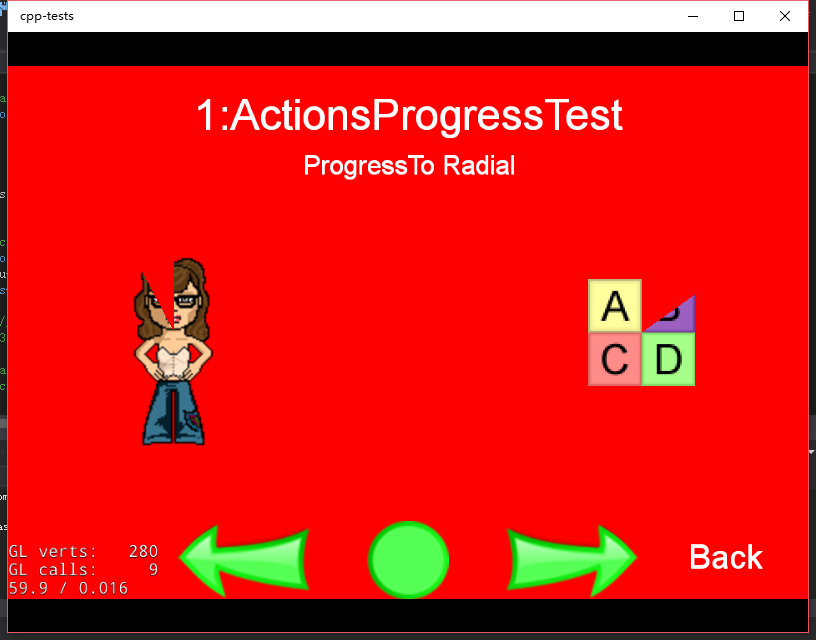 cpp-tests
1:ActionsProgressTest
ProgressTo Radial
A B
C D
GL verts: 280
GL calls: 9
59.9 / 0.016
Back